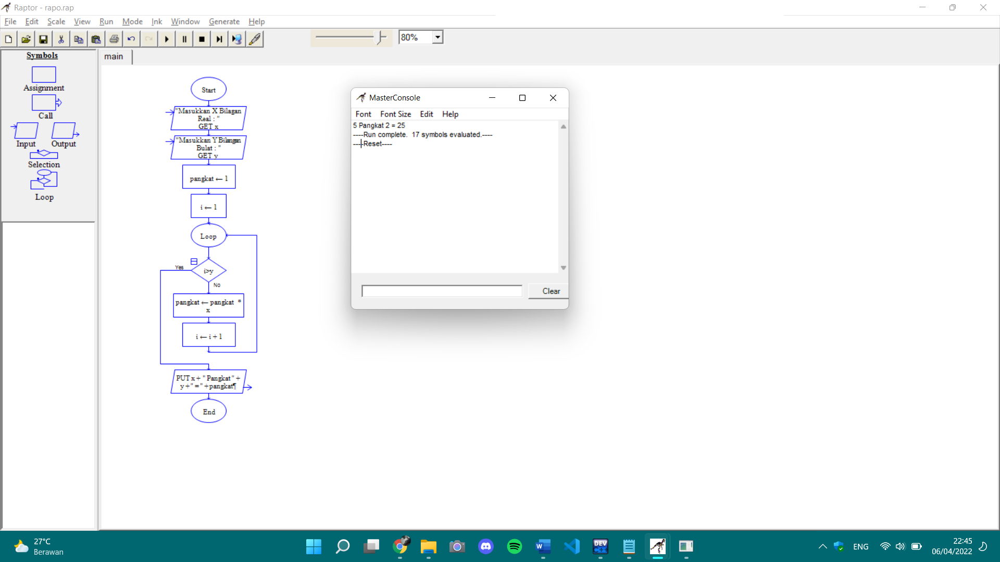 Raptor - rapo.rap
File Edit Scale View Run Mode Ink Window Generate Help
80%
Symbols
Assignment
Call
Input Output
Selection
Loop
main
Start
"Masukkan X Bilagan
Real : "
GET x
"Masukkan Y Bilangan
Bulat : "
GET y
pangkat ← 1
i ← 1
Loop
Yes
i>y
No
pangkat ← pangkat *
x
i ← i + 1
PUT x + " Pangkat " +
y +" = " +pangkat¶
End
MasterConsole
Font Font Size Edit Help
5 Pangkat 2 = 25
----Run complete. 17 symbols evaluated.----
----Reset----
Clear
27°C
Berawan
W
DEV
C++
ENG
22:45
06/04/2022